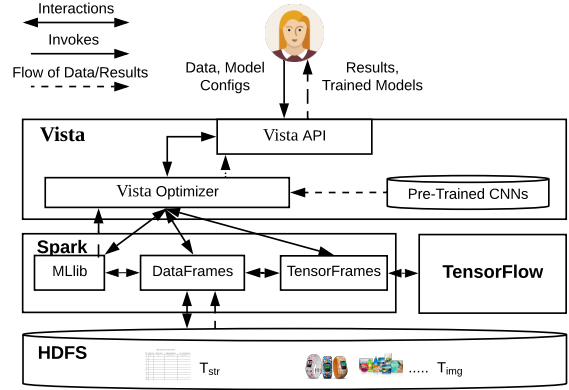 Interactions
Invokes
Flow of Data/Results
Data, Model
Configs
Results,
Trained Models
Vista
Vista API
Vista Optimizer
Pre-Trained CNNs
Spark
MLlib
DataFrames
TensorFrames
TensorFlow
HDFS
Tstr
..... Timg